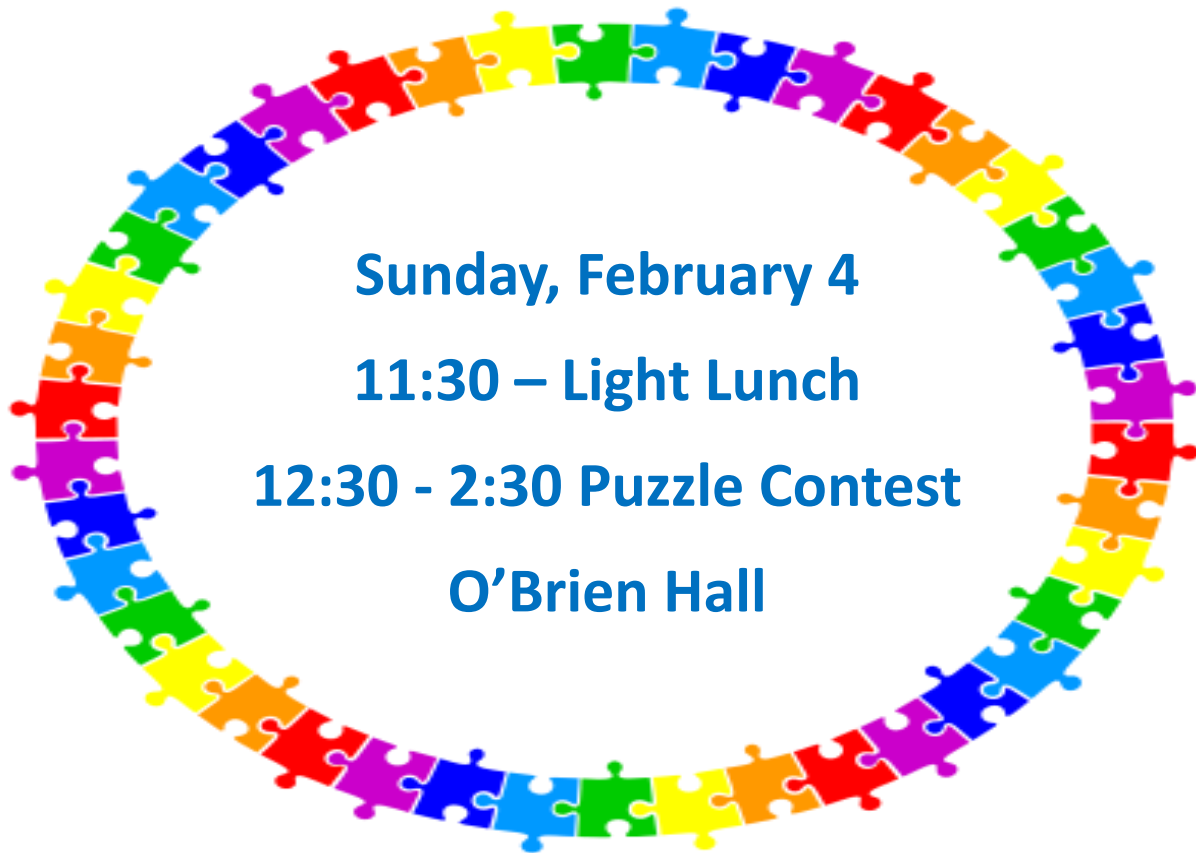 Sunday, February 4
11:30 – Light Lunch
12:30 - 2:30 Puzzle Contest
O’Brien Hall